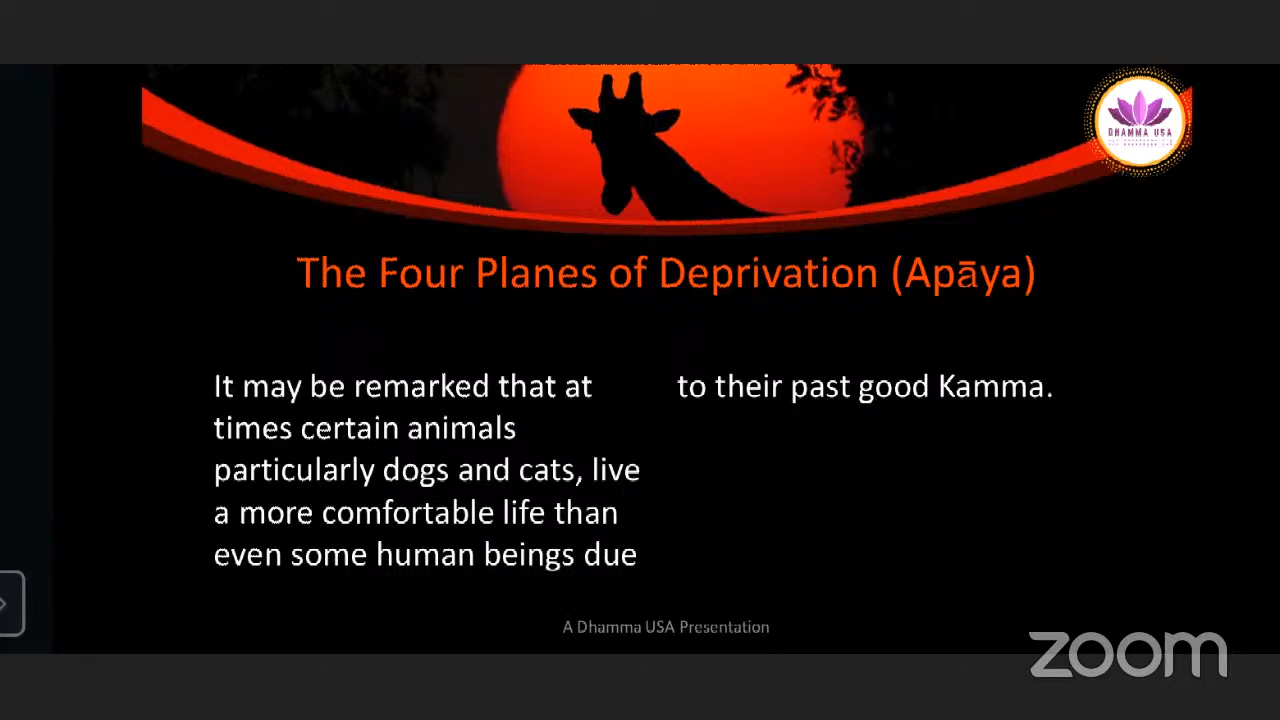 DHAMMA USA
The Four Planes of Deprivation (Apāya)
It may be remarked that at
times certain animals
particularly dogs and cats, live
a more comfortable life than
even some human beings due
to their past good Kamma.
A Dhamma USA Presentation
zoom